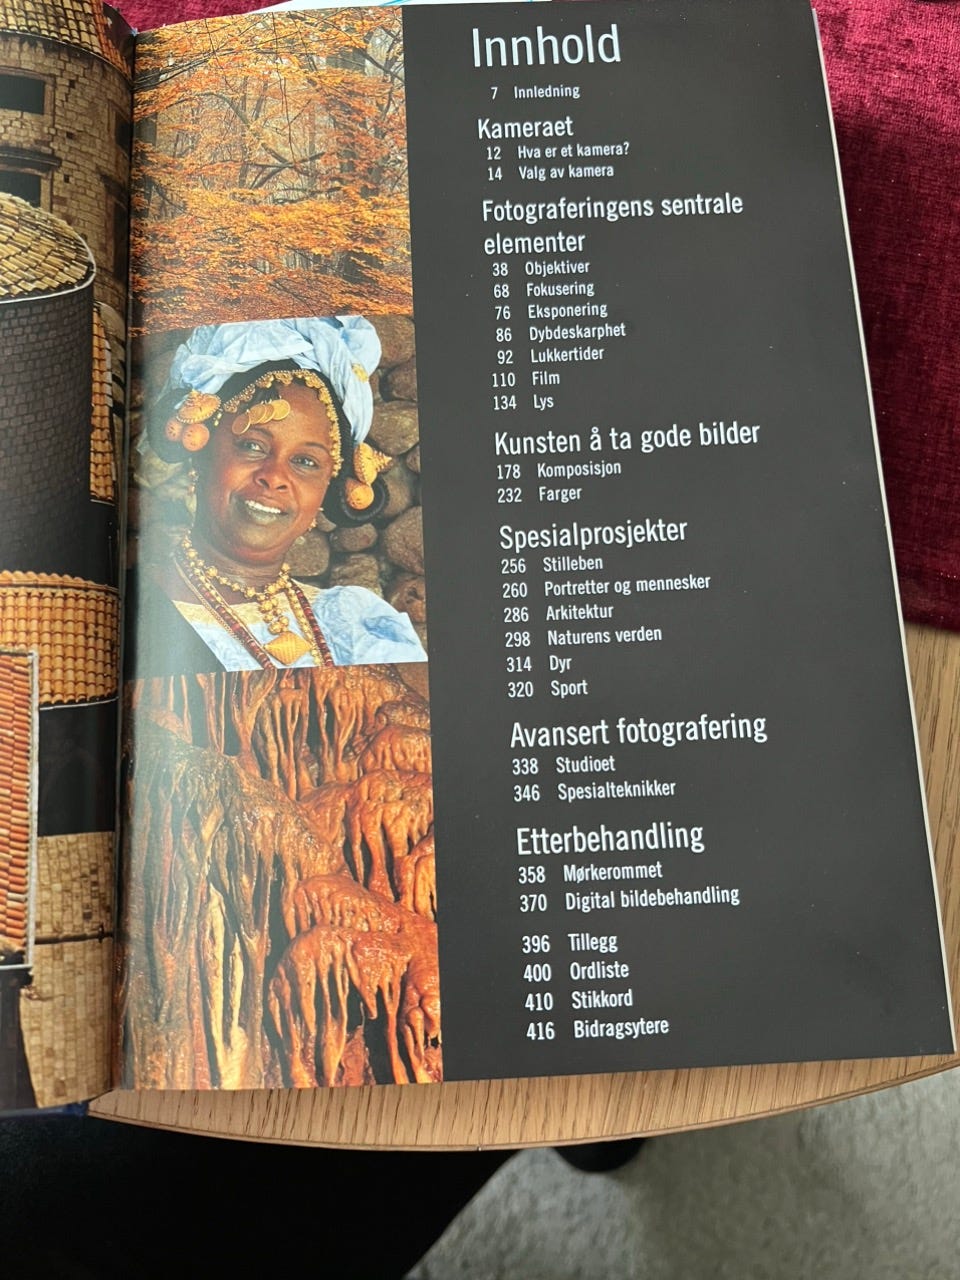 Innhold
7 Innledning
Kameraet
12 Hva er et kamera?
14 Valg av kamera
Fotograferingens sentrale
elementer
38 Objektiver
68 Fokusering
76 Eksponering
86 Dybdeskarphet
92 Lukkertider
110 Film
134 Lys
Kunsten å ta gode bilder
178 Komposisjon
232 Farger
Spesialprosjekter
256 Stilleben
260 Portretter og mennesker
286 Arkitektur
298 Naturens verden
314 Dyr
320 Sport
Avansert fotografering
338 Studioet
346 Spesialteknikker
Etterbehandling
358 Mørkerommet
370 Digital bildebehandling
396 Tillegg
400 Ordliste
410 Stikkord
416 Bidragsytere